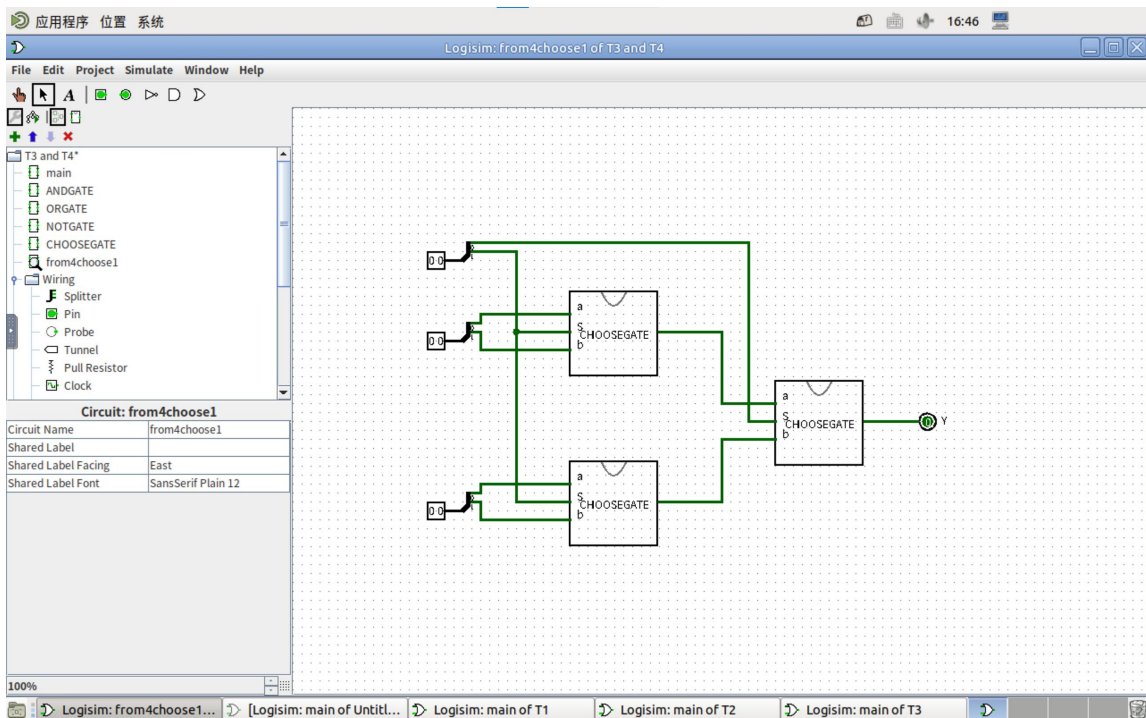 应用程序 位置 系统
16:46
Logisim: from4choose1 of T3 and T4
File Edit Project Simulate Window Help
A
T3 and T4*
main
ANDGATE
ORGATE
NOTGATE
CHOOSEGATE
from4choose1
Wiring
Splitter
Pin
Probe
Tunnel
Pull Resistor
Clock
Circuit: from4choose1
Circuit Name from4choose1
Shared Label
Shared Label Facing East
Shared Label Font SansSerif Plain 12
100%
0 0
0 0
a
S
CHOOSEGATE
b
a
S
CHOOSEGATE
b
0 Y
0 0
a
S
CHOOSEGATE
b
Logisim: from4choose1... [Logisim: main of Untitl... Logisim: main of T1 Logisim: main of T2 Logisim: main of T3